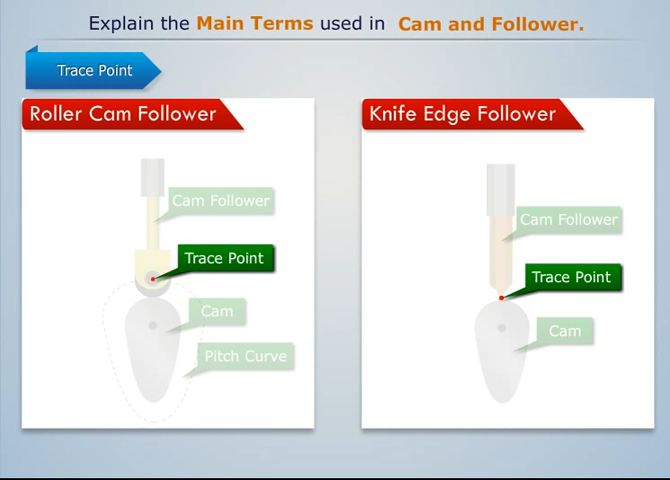 Explain the Main Terms used in Cam and Follower.
Trace Point
Roller Cam Follower
Cam Follower
Trace Point
Cam
Pitch Curve
Knife Edge Follower
Cam Follower
Trace Point
Cam